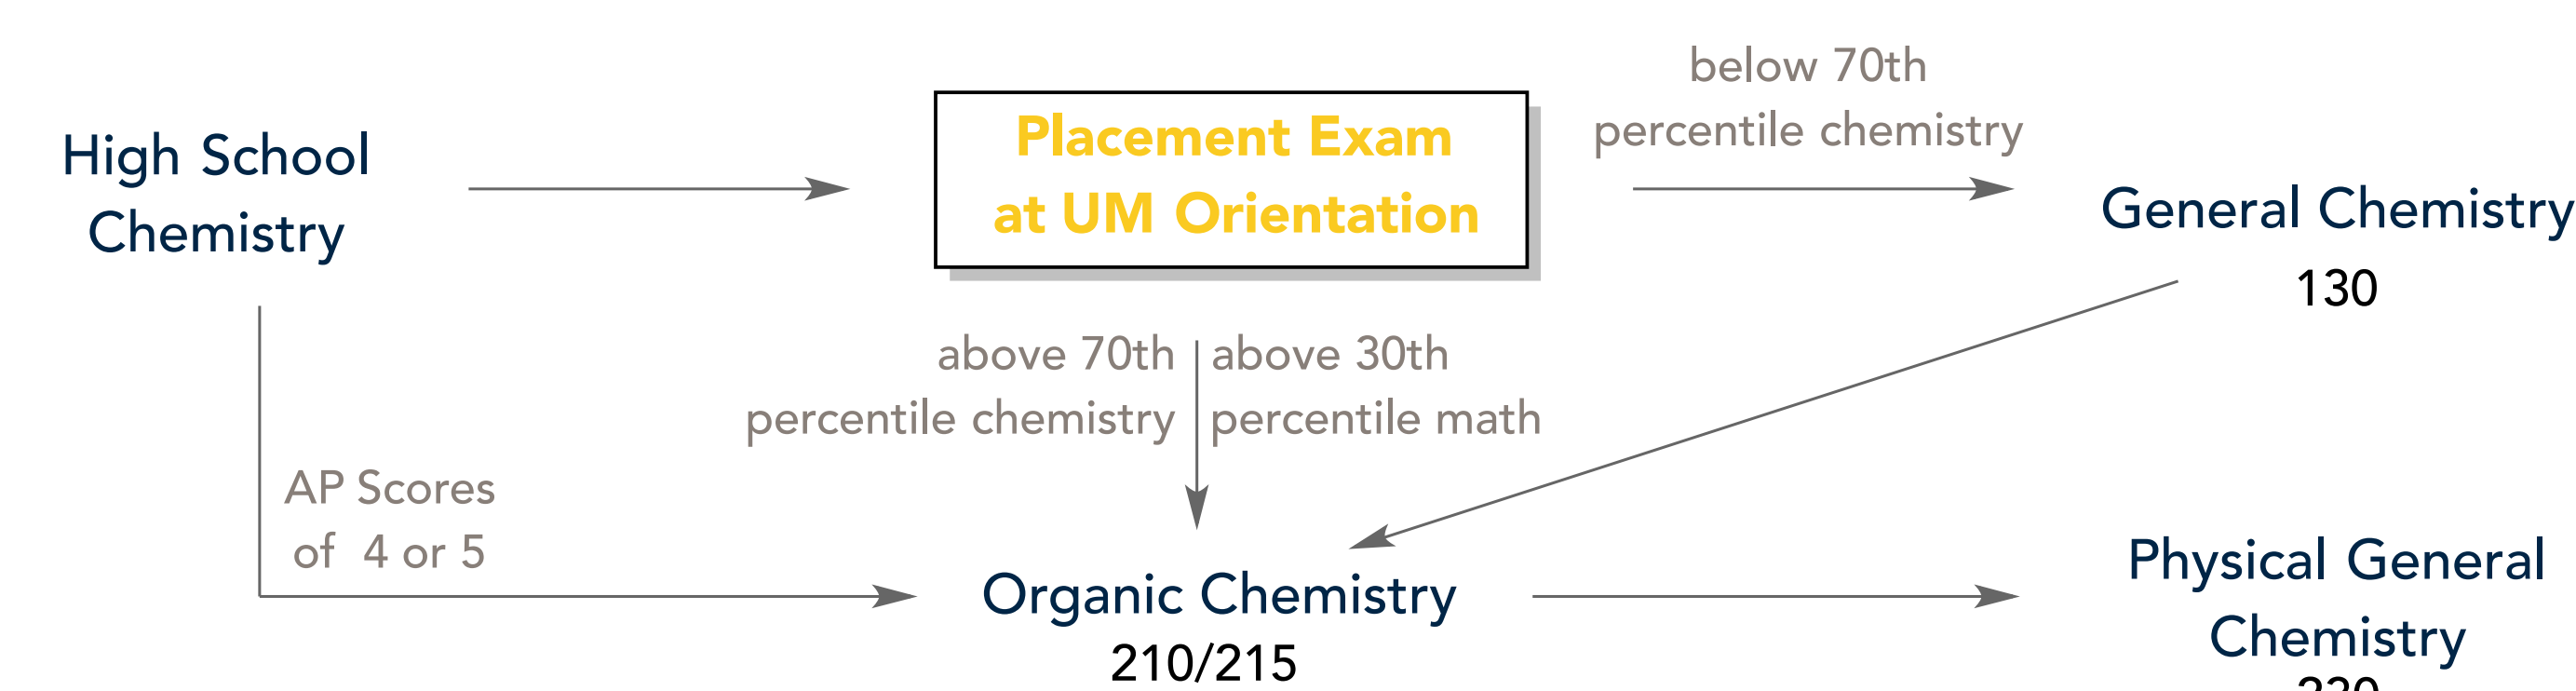 High School
Chemistry
Placement Exam
at UM Orientation
below 70th
percentile chemistry
General Chemistry
130
above 70th
percentile chemistry
above 30th
percentile math
AP Scores
of 4 or 5
Organic Chemistry
210/215
Physical General
Chemistry